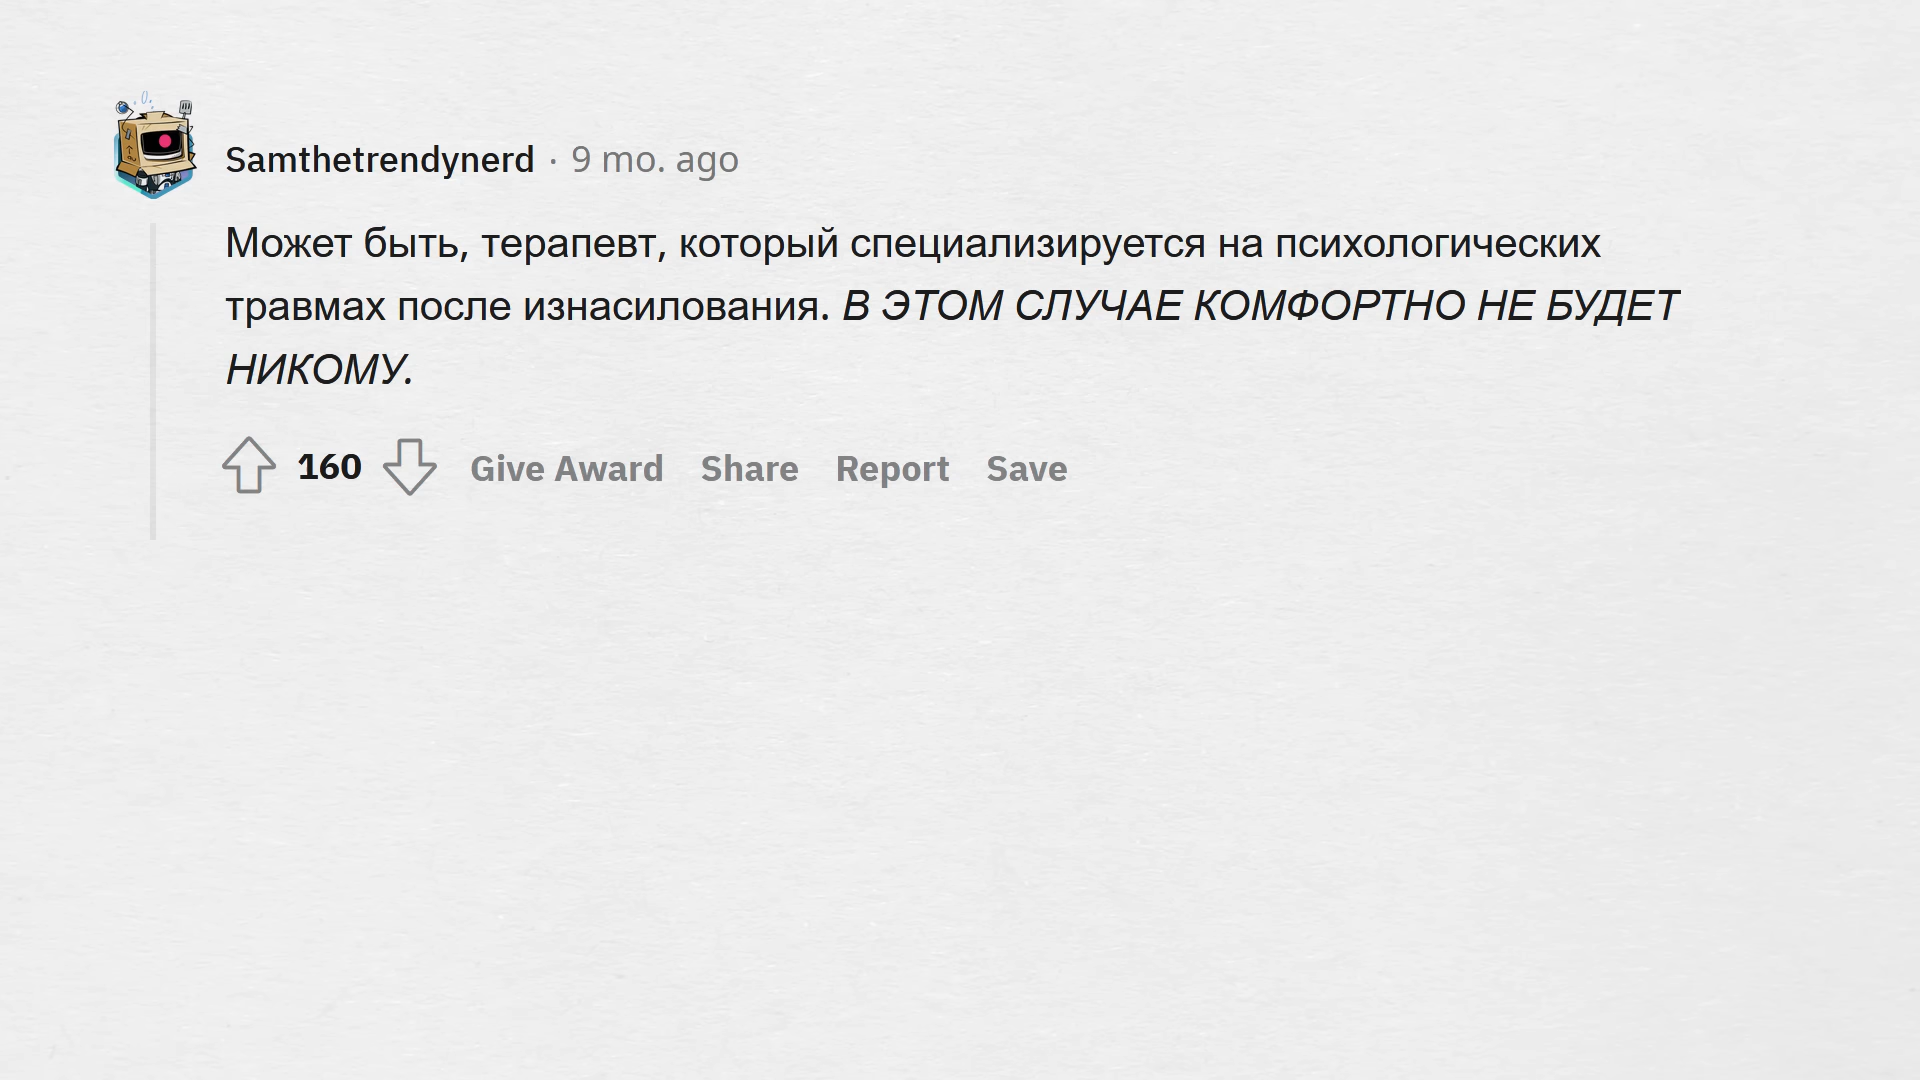 Samthetrendynerd · 9 mo. ago
Может быть, терапевт, который специализируется на психологических
травмах после изнасилования. В ЭТОМ СЛУЧАЕ КОМФОРТНО НЕ БУДЕТ
НИКОМУ.
160 Give Award Share Report Save